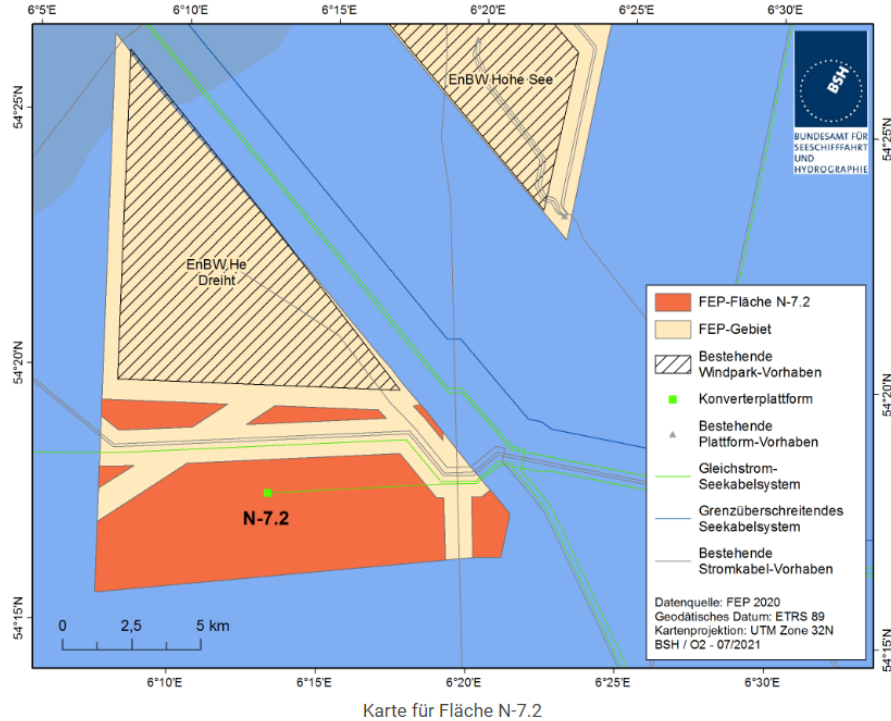 6°5'E 6°15'E 6°20'E 6°25'E 6°30'E
54°25'N
54°20'N
54°15'N
EnBW Hohe See
EnBW He
Dreiht
N-7.2
0 2,5 5 km
BSH
BUNDESAMT FÜR
SEESCHIFFFAHRT
UND
HYDROGRAPHIE
54°25'N
54°20'N
54°15'N
FEP-Fläche N-7.2
FEP-Gebiet
Bestehende
Windpark-Vorhaben
Konverterplattform
Bestehende
Plattform-Vorhaben
Gleichstrom-
Seekabelsystem
Grenzüberschreitendes
Seekabelsystem
Bestehende
Stromkabel-Vorhaben
Datenquelle: FEP 2020
Geodätisches Datum: ETRS 89
Kartenprojektion: UTM Zone 32N
BSH / O2 - 07/2021
6°10'E 6°15'E 6°20'E 6°25'E 6°30'E
Karte für Fläche N-7.2